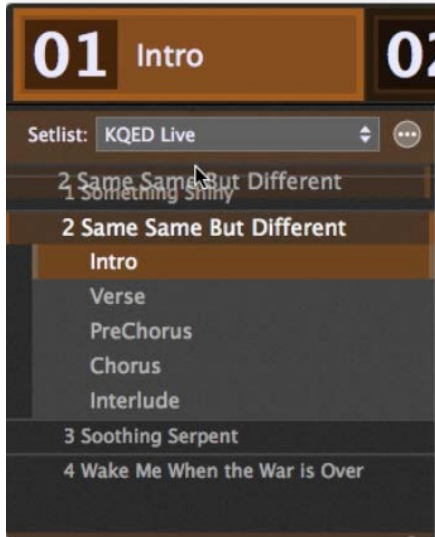 01 Intro 02
Setlist: KQED Live
2 Same Same But Different
1 Something Shiny
2 Same Same But Different
Intro
Verse
PreChorus
Chorus
Interlude
3 Soothing Serpent
4 Wake Me When the War is Over